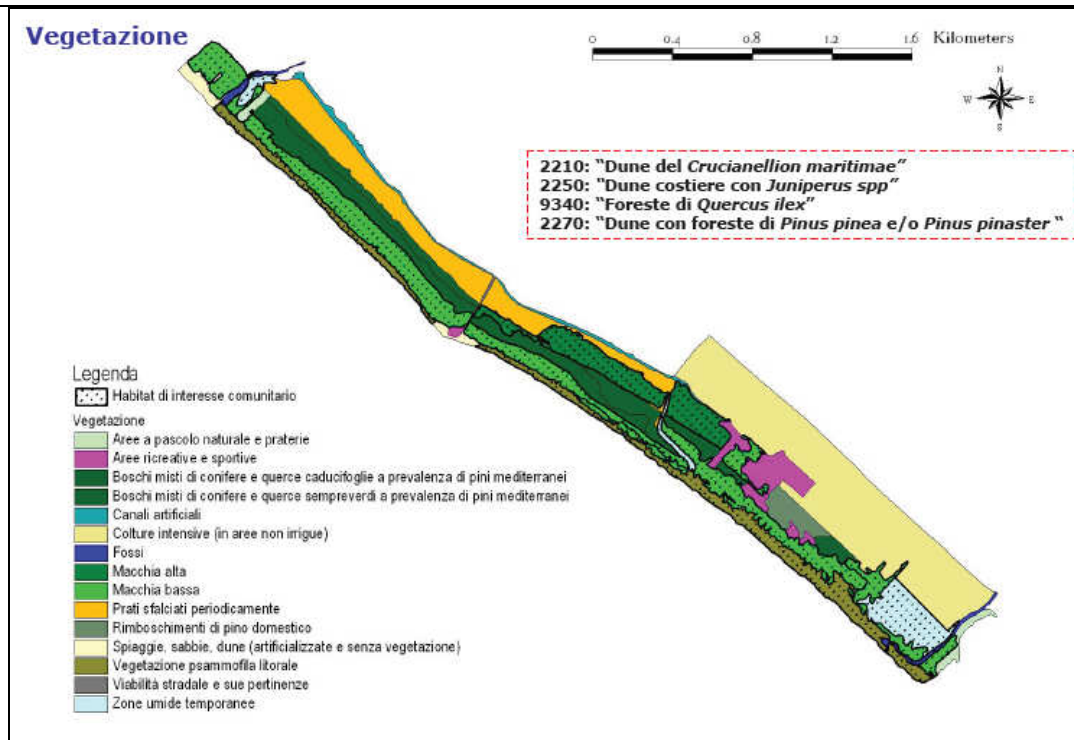 Vegetazione
0 0.4 0.8 1.2 1.6 Kilometers
N
W E
S
2210: “Dune del Crucianellion maritimae”
2250: “Dune costiere con Juniperus spp”
9340: “Foreste di Quercus ilex”
2270: “Dune con foreste di Pinus pinea e/o Pinus pinaster “
Legenda
Habitat di interesse comunitario
Vegetazione
Aree a pascolo naturale e praterie
Aree ricreative e sportive
Boschi misti di conifere e querce caducifoglie a prevalenza di pini mediterranei
Boschi misti di conifere e querce sempreverdi a prevalenza di pini mediterranei
Canali artificiali
Colture intensive (in aree non irrigue)
Fossi
Macchia alta
Macchia bassa
Prati sfalciati periodicamente
Rimboschimenti di pino domestico
Spiaggie, sabbie, dune (artificializzate e senza vegetazione)
Vegetazione psammofila litorale
Viabilità stradale e sue pertinenze
Zone umide temporanee